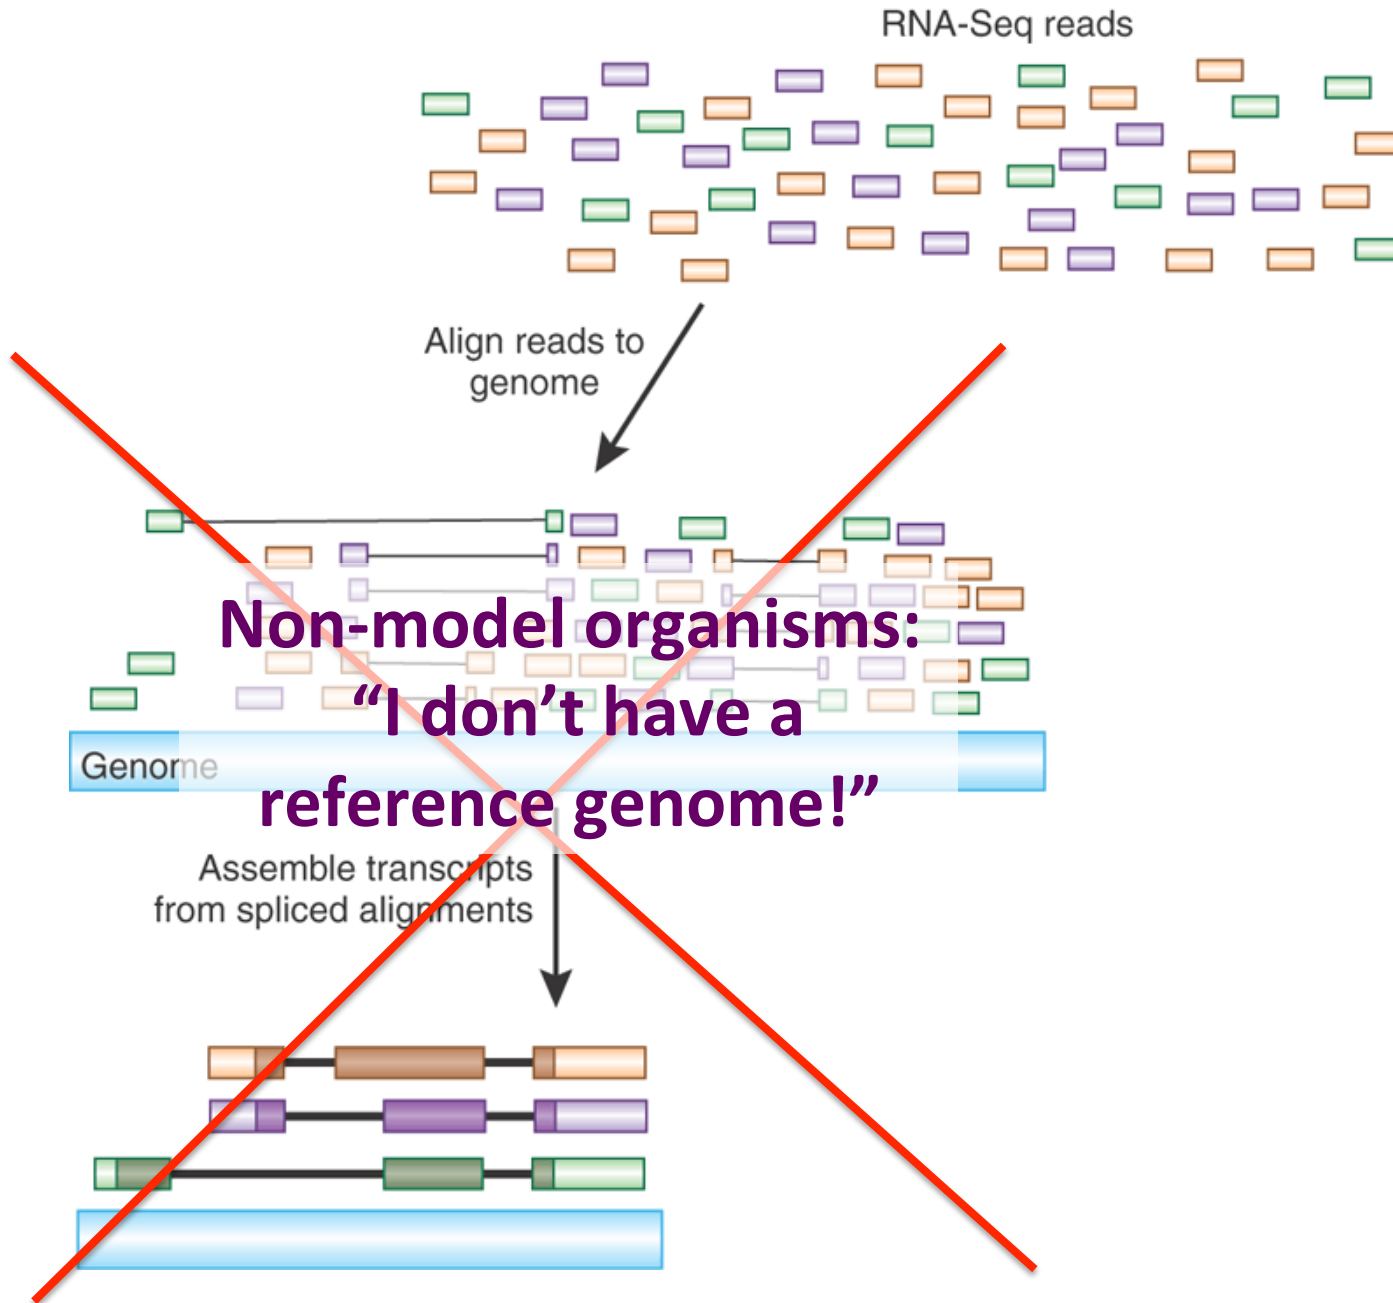 RNA-Seq reads
Align reads to
genome
Non-model organisms:
“I don’t have a
reference genome!”
Genome
Assemble transcripts
from spliced alignments